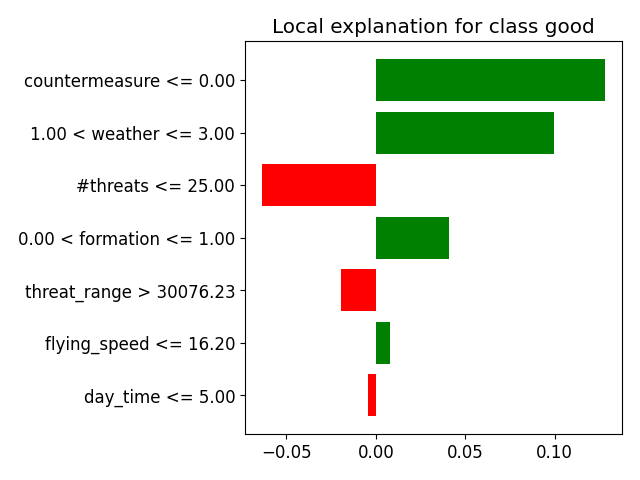 Local explanation for class good
countermeasure <= 0.00
1.00 < weather <= 3.00
#threats <= 25.00
0.00 < formation <= 1.00
threat_range > 30076.23
flying_speed <= 16.20
day_time <= 5.00
−0.05 0.00 0.05 0.10